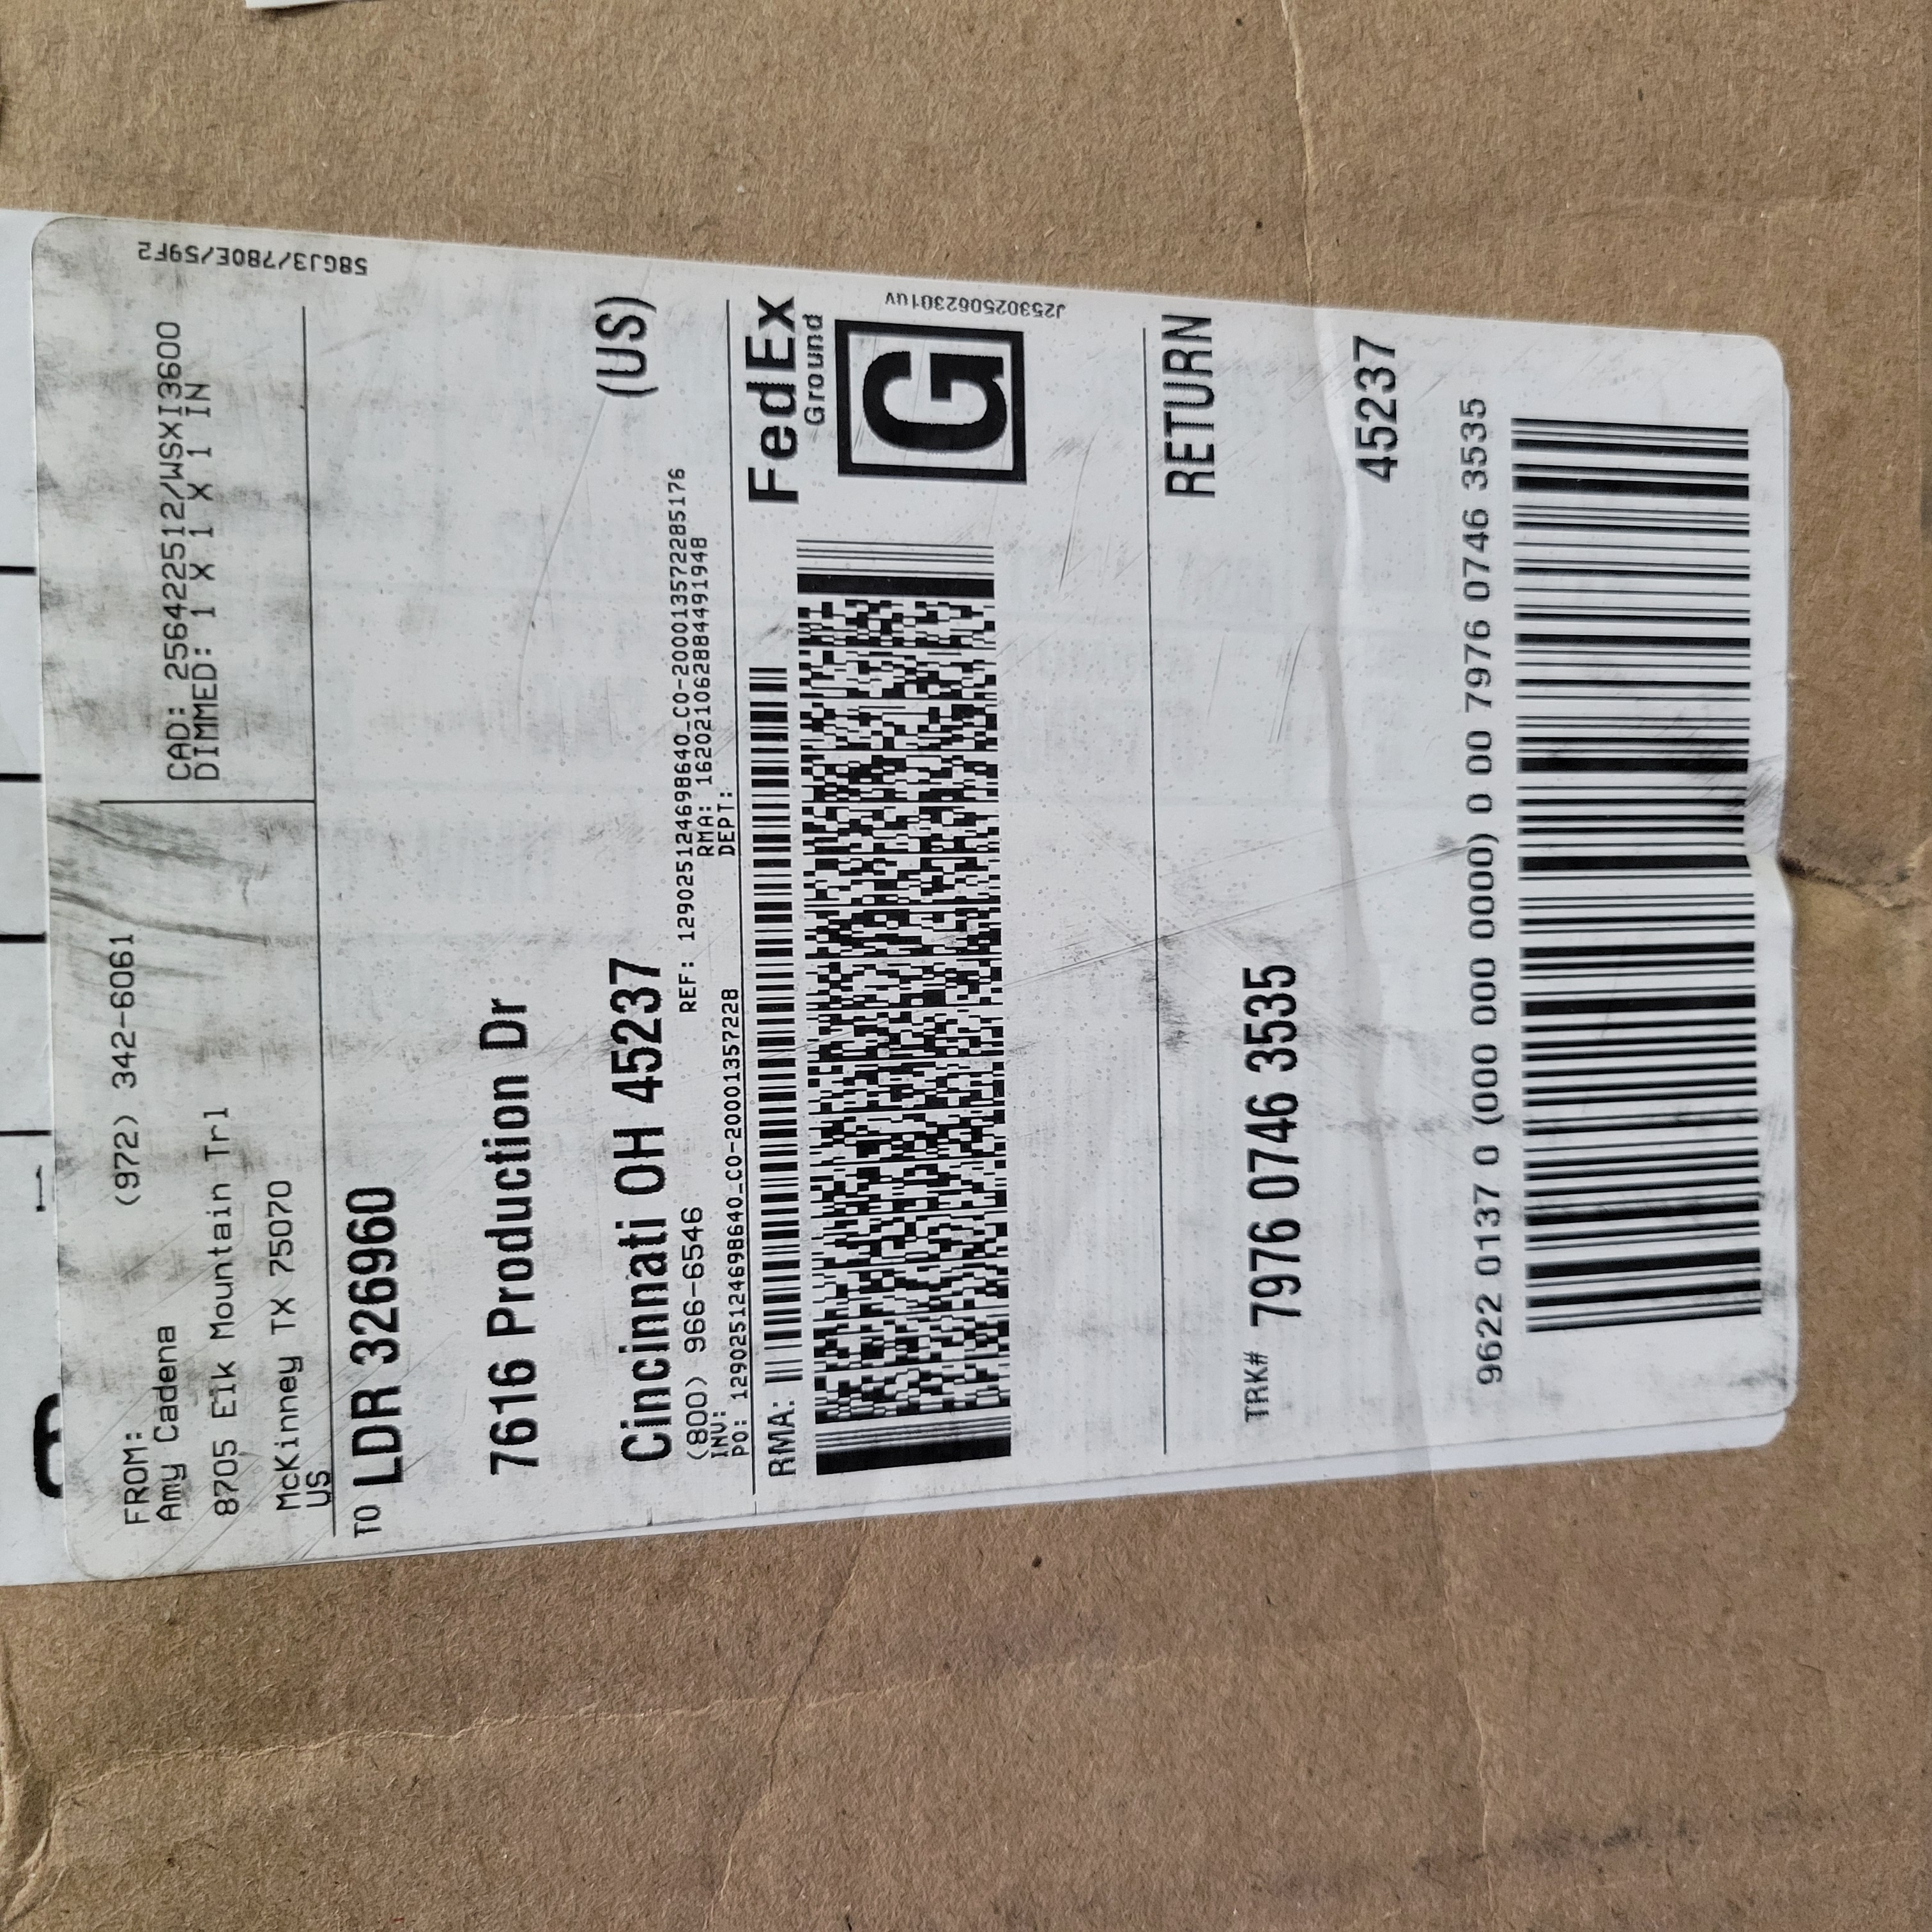 FROM:
(972) 342-6061
Amy Cadena
8705 Elk Mountain Trl
McKinney TX 75070
US
CAD: 256422512/WSXI3600
DIMMED: 1 X 1 X 1 IN
58GJ3/780E/59F2
TO LDR 326960
7616 Production Dr
Cincinnati OH 45237
(US)
(800) 966-6546
REF: 129025124698640_CO-20001357228517
INV:
RMA: 1620210628844919
PO: 129025124698640_CO-20001357228
DEPT:
RMA:
FedEx
Ground
G
J253025062301uv
RETURN
TRK# 7976 0746 3535
45237
9622 0137 0 (000 000 0000) 0 00 7976 0746 3535